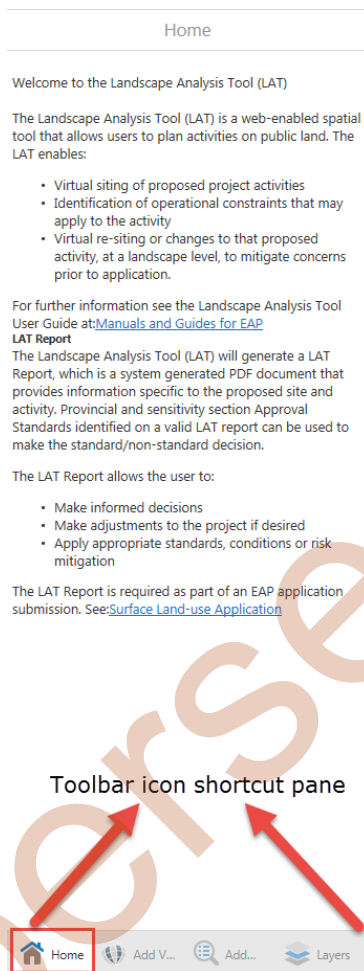 Home
Welcome to the Landscape Analysis Tool (LAT)
The Landscape Analysis Tool (LAT) is a web-enabled spatial
tool that allows users to plan activities on public land. The
LAT enables:
• Virtual siting of proposed project activities
• Identification of operational constraints that may
apply to the activity
• Virtual re-siting or changes to that proposed
activity, at a landscape level, to mitigate concerns
prior to application.
For further information see the Landscape Analysis Tool
User Guide at:Manuals and Guides for EAP
LAT Report
The Landscape Analysis Tool (LAT) will generate a LAT
Report, which is a system generated PDF document that
provides information specific to the proposed site and
activity. Provincial and sensitivity section Approval
Standards identified on a valid LAT report can be used to
make the standard/non-standard decision.
The LAT Report allows the user to:
• Make informed decisions
• Make adjustments to the project if desired
• Apply appropriate standards, conditions or risk
mitigation
The LAT Report is required as part of an EAP application
submission. See:Surface Land-use Application
Toolbar icon shortcut pane
Home Add V... Add... Layers